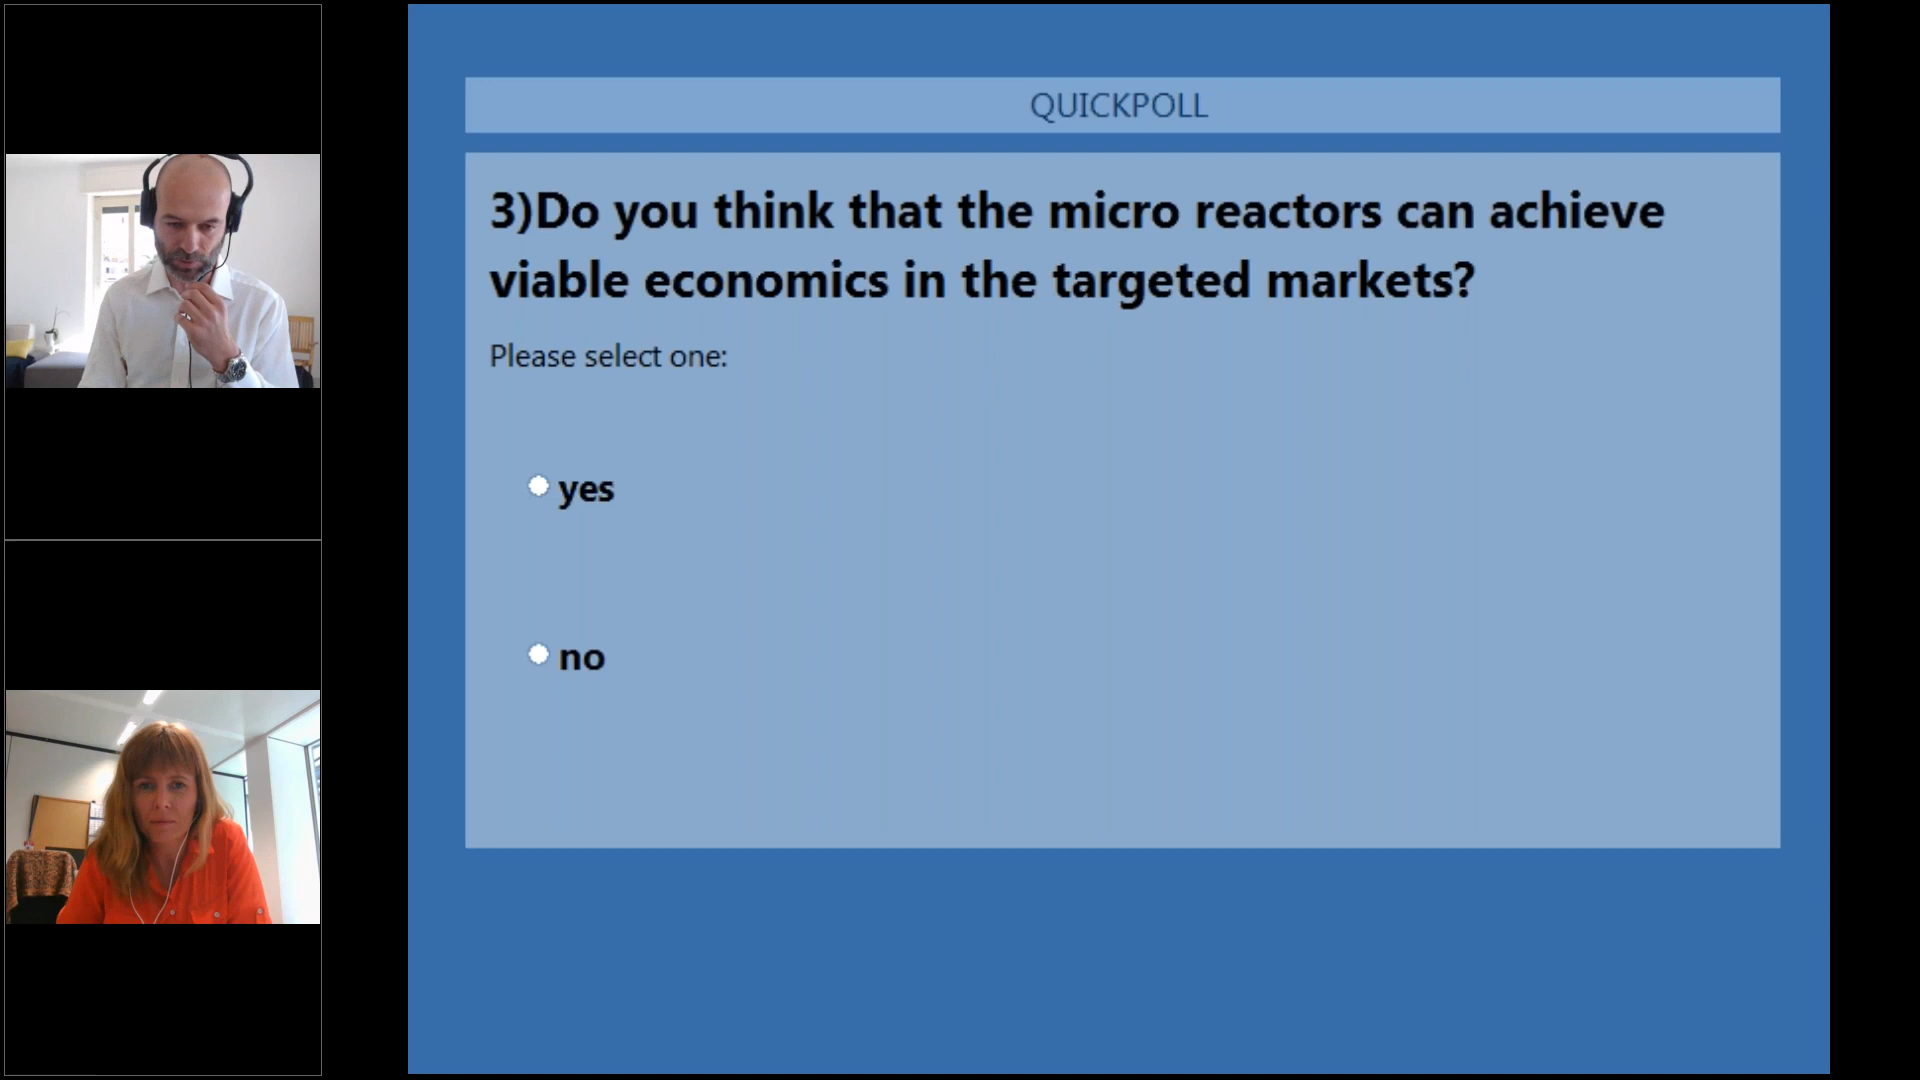 QUICKPOLL
3)Do you think that the micro reactors can achieve
viable economics in the targeted markets?
Please select one:
yes
no